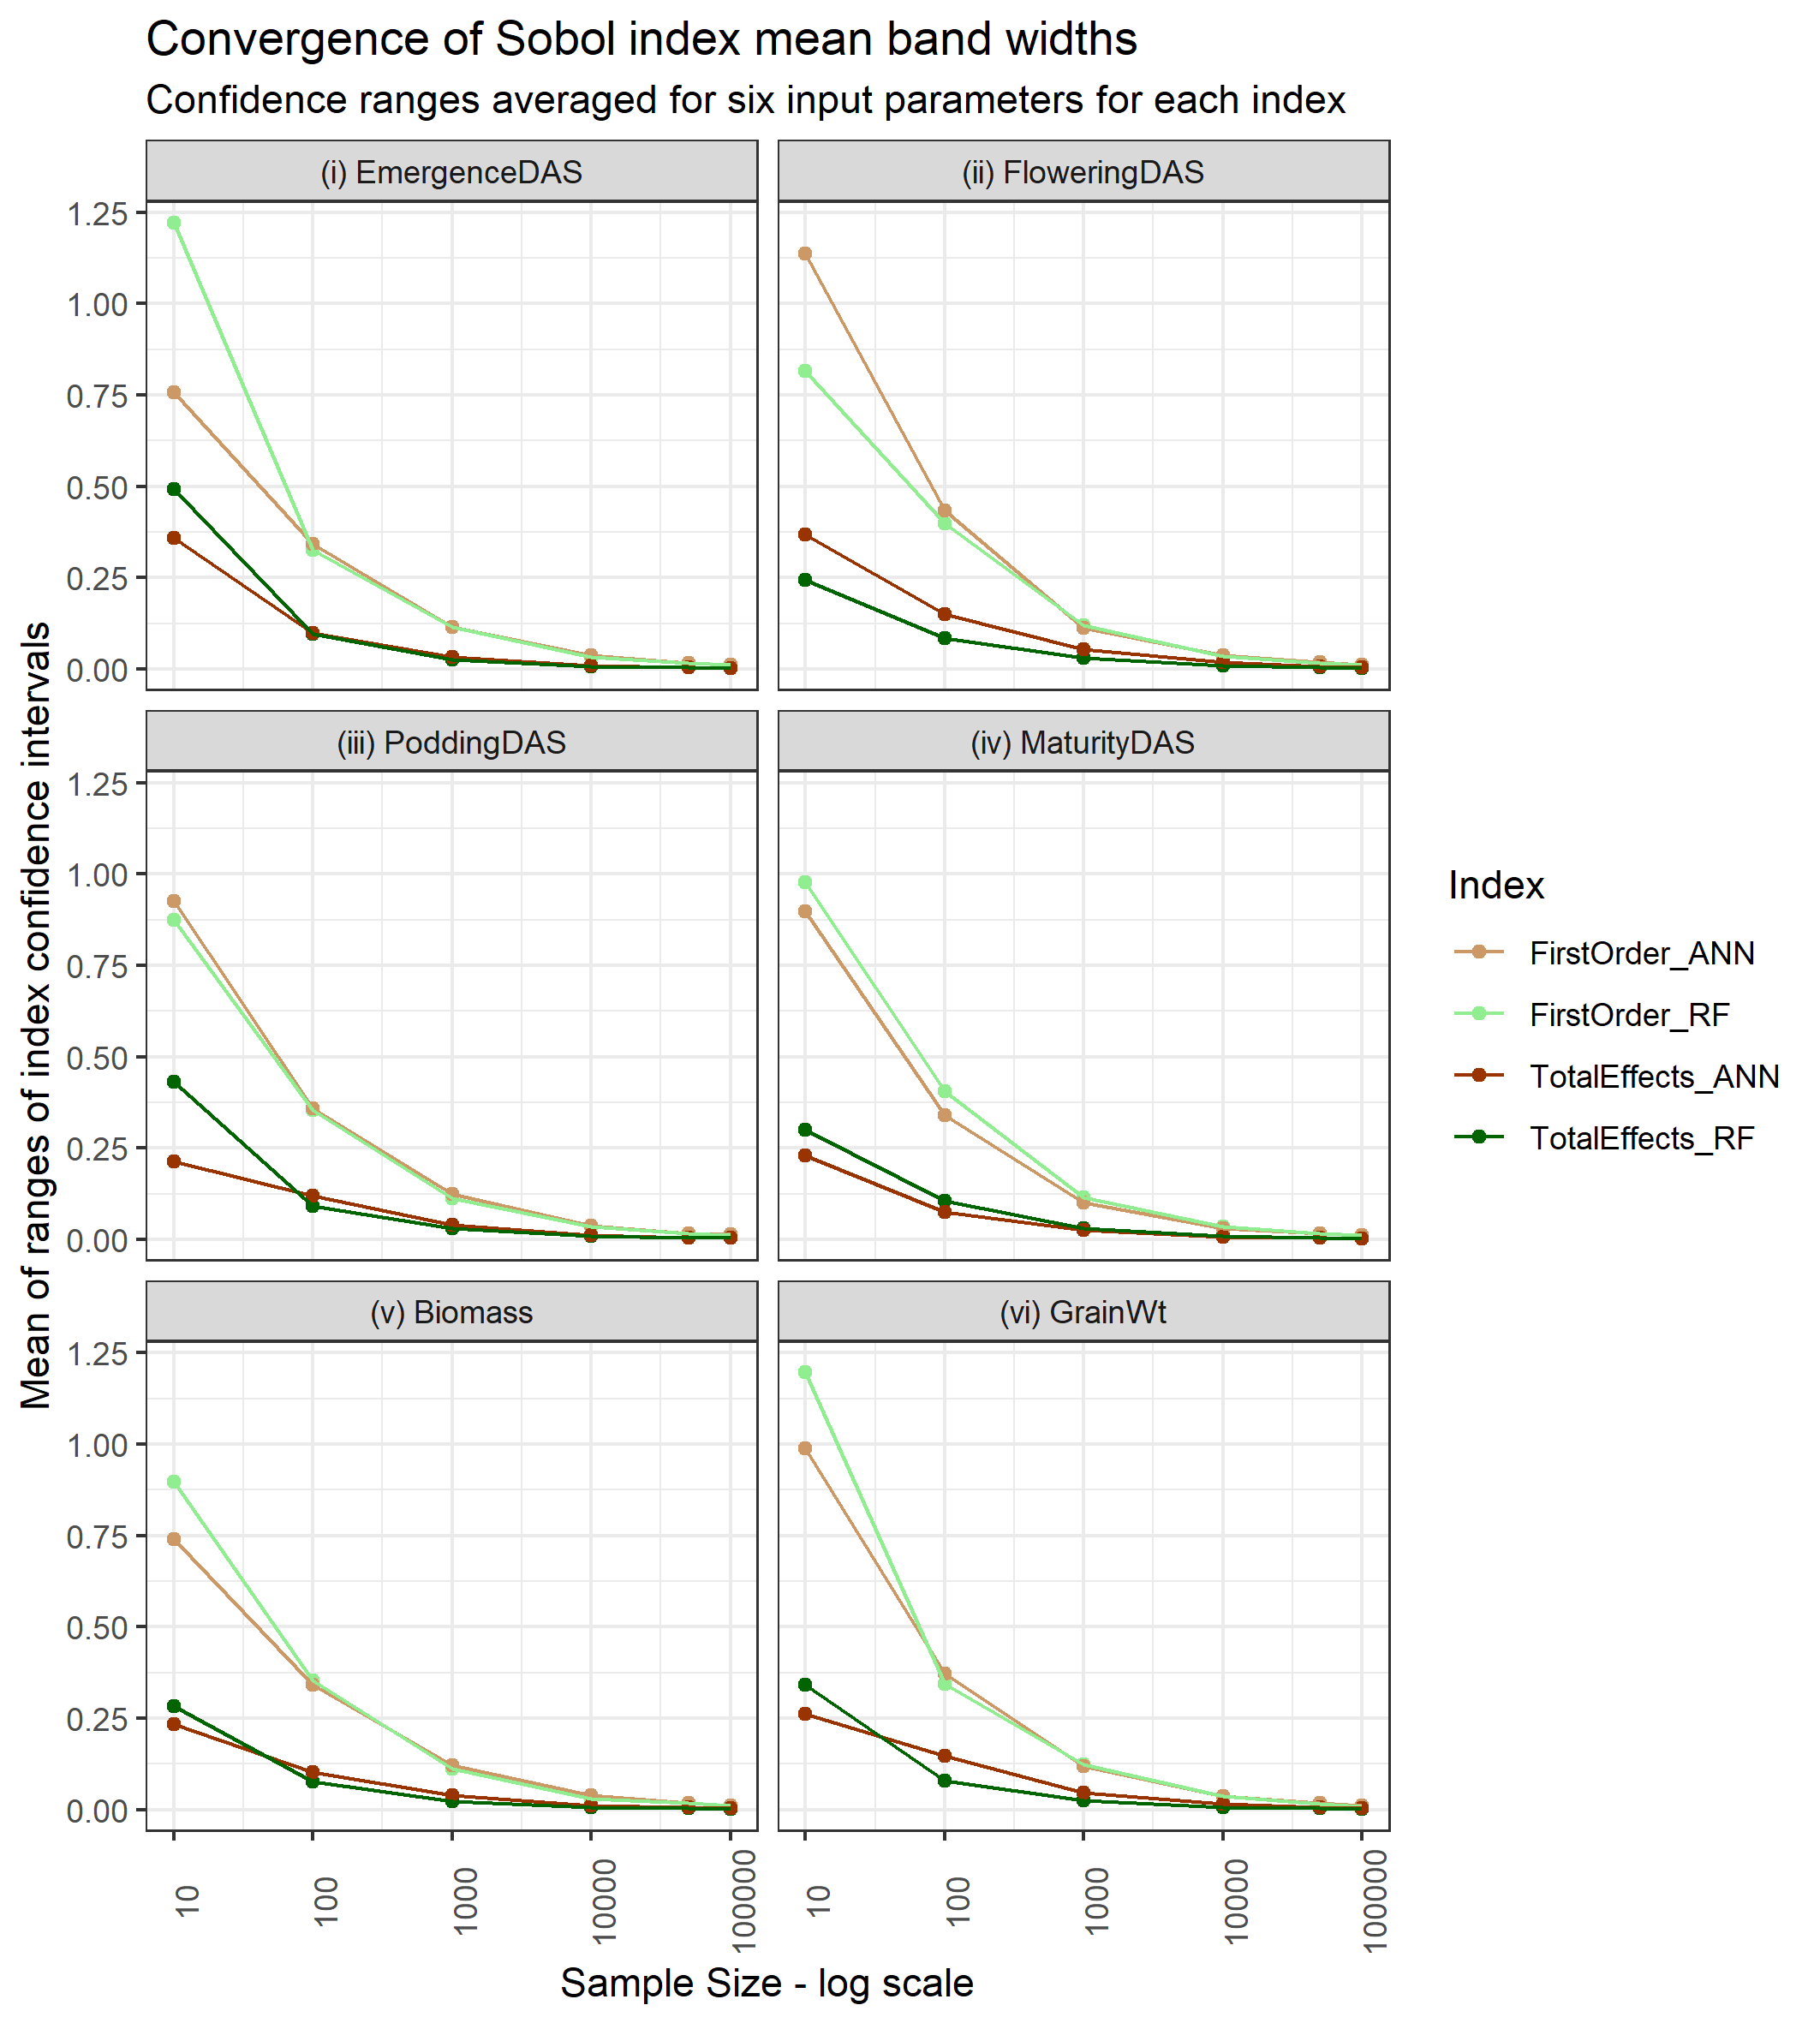 Convergence of Sobol index mean band widths
Confidence ranges averaged for six input parameters for each index
Mean of ranges of index confidence intervals
(i) EmergenceDAS
(ii) FloweringDAS
1.25
1.00
0.75
0.50
0.25
0.00
(iii) PoddingDAS
(iv) MaturityDAS
1.25
1.00
0.75
0.50
0.25
0.00
(v) Biomass
(vi) GrainWt
1.25
1.00
0.75
0.50
0.25
0.00
10
100
1000
10000
100000
10
100
1000
10000
100000
Sample Size - log scale
Index
FirstOrder_ANN
FirstOrder_RF
TotalEffects_ANN
TotalEffects_RF